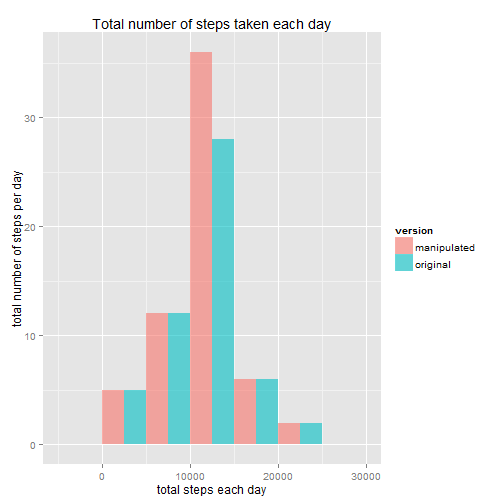 Total number of steps taken each day
total number of steps per day
30
20
10
0
0 10000 20000 30000
total steps each day
version
manipulated
original